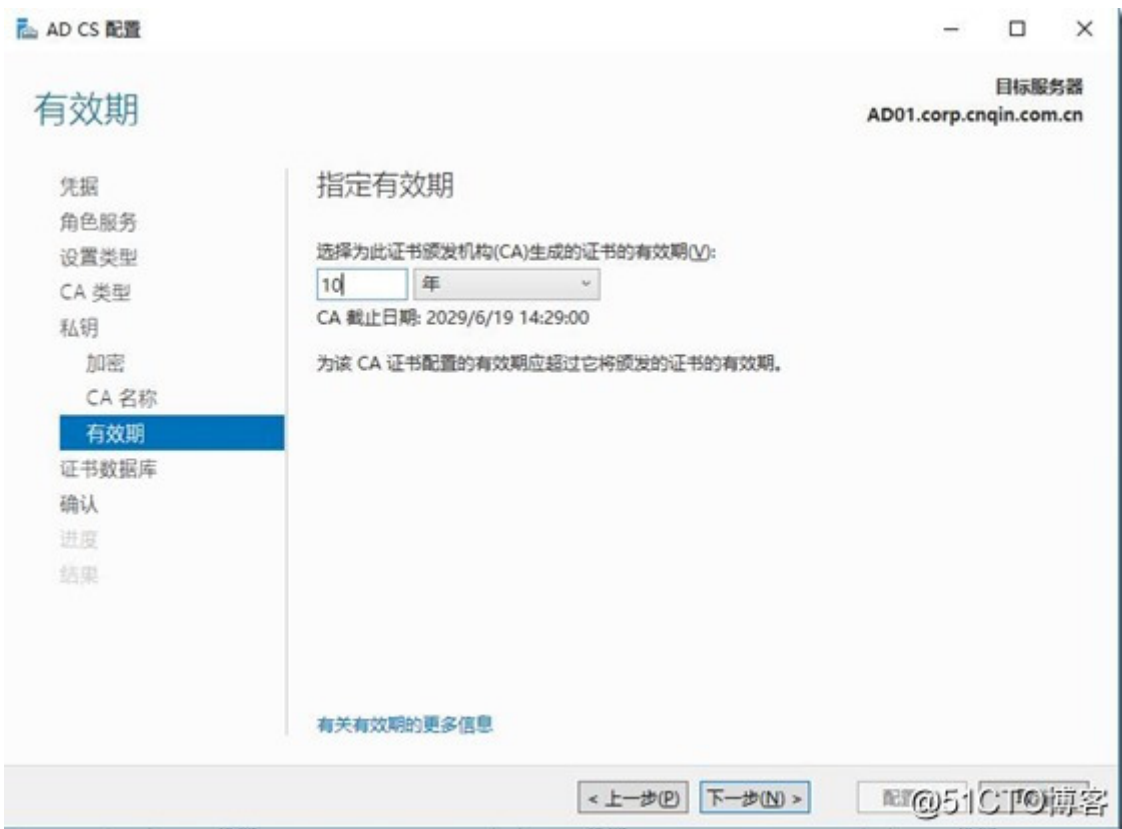 AD CS 配置
有效期
目标服务器
AD01.corp.cnqin.com.cn
凭据
角色服务
设置类型
CA 类型
私钥
加密
CA 名称
有效期
证书数据库
确认
进度
结果
指定有效期
选择为此证书颁发机构(CA)生成的证书的有效期(V):
10 年
CA 截止日期: 2029/6/19 14:29:00
为该 CA 证书配置的有效期应超过它将颁发的证书的有效期。
有关有效期的更多信息
< 上一步(P) 下一步(N) > 配置
@51CTO博客